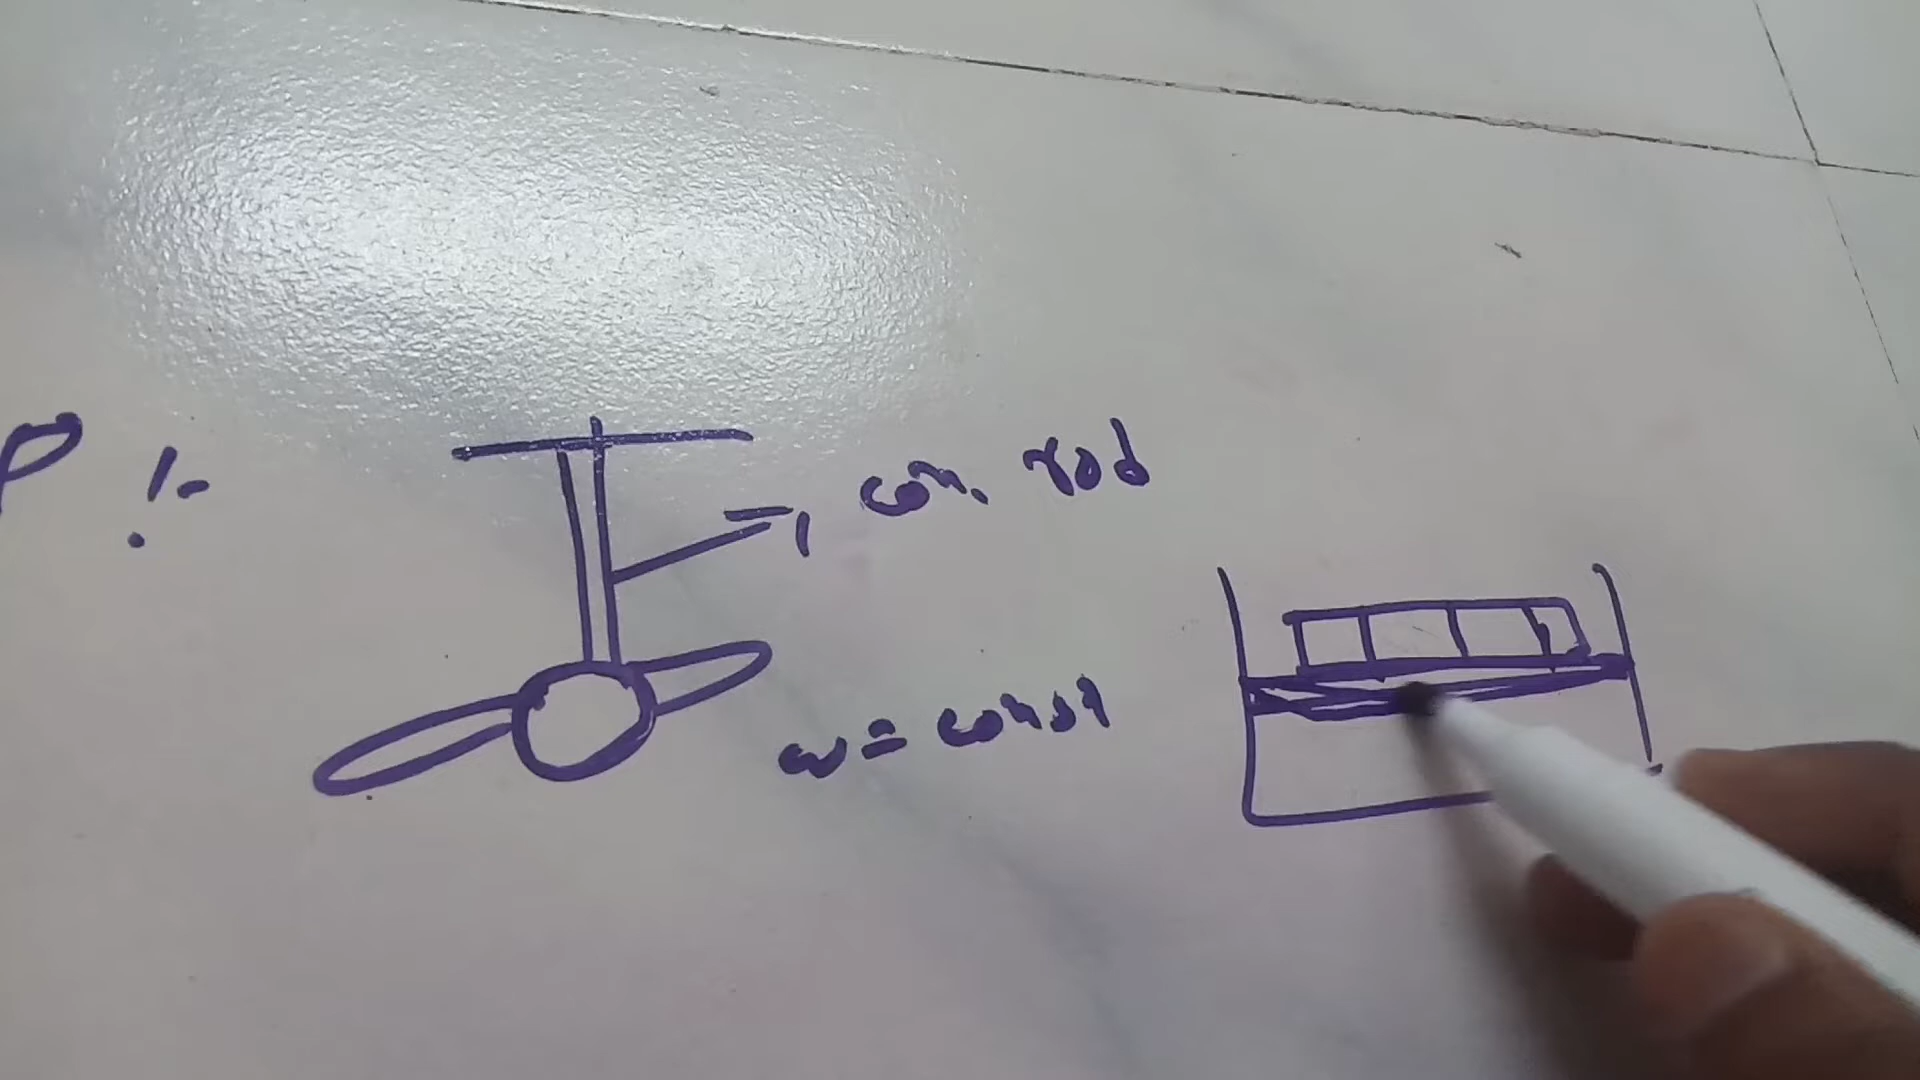 P :-
con. rod
ω = const